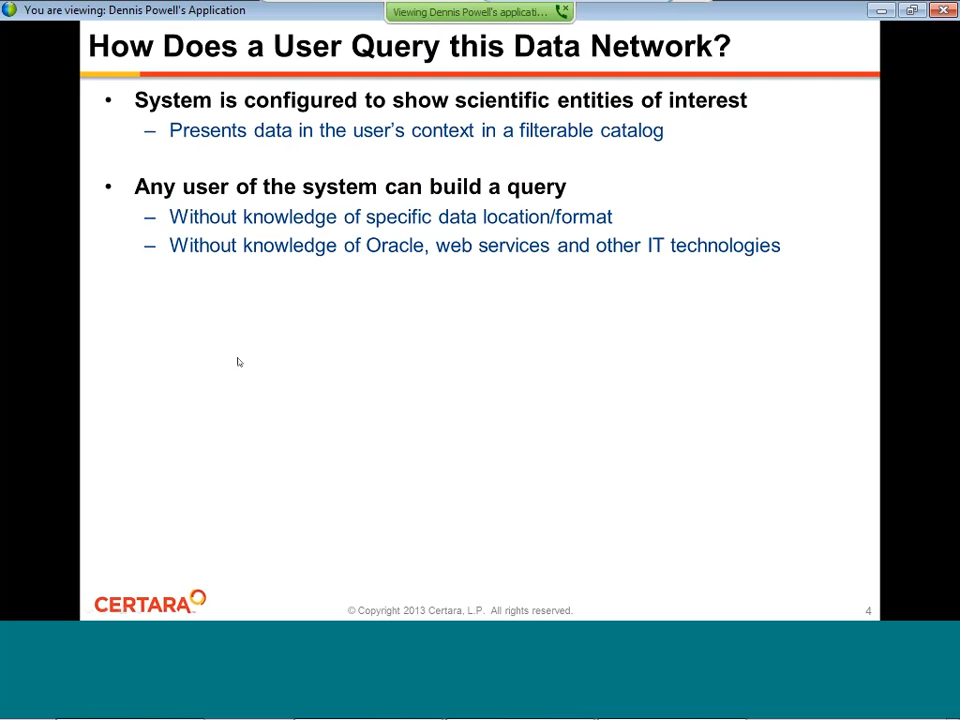 You are viewing: Dennis Powell's Application
Viewing Dennis Powell's applicati...
How Does a User Query this Data Network?
• System is configured to show scientific entities of interest
– Presents data in the user's context in a filterable catalog
• Any user of the system can build a query
– Without knowledge of specific data location/format
– Without knowledge of Oracle, web services and other IT technologies
CERTARA
© Copyright 2013 Certara, L.P. All rights reserved.
4